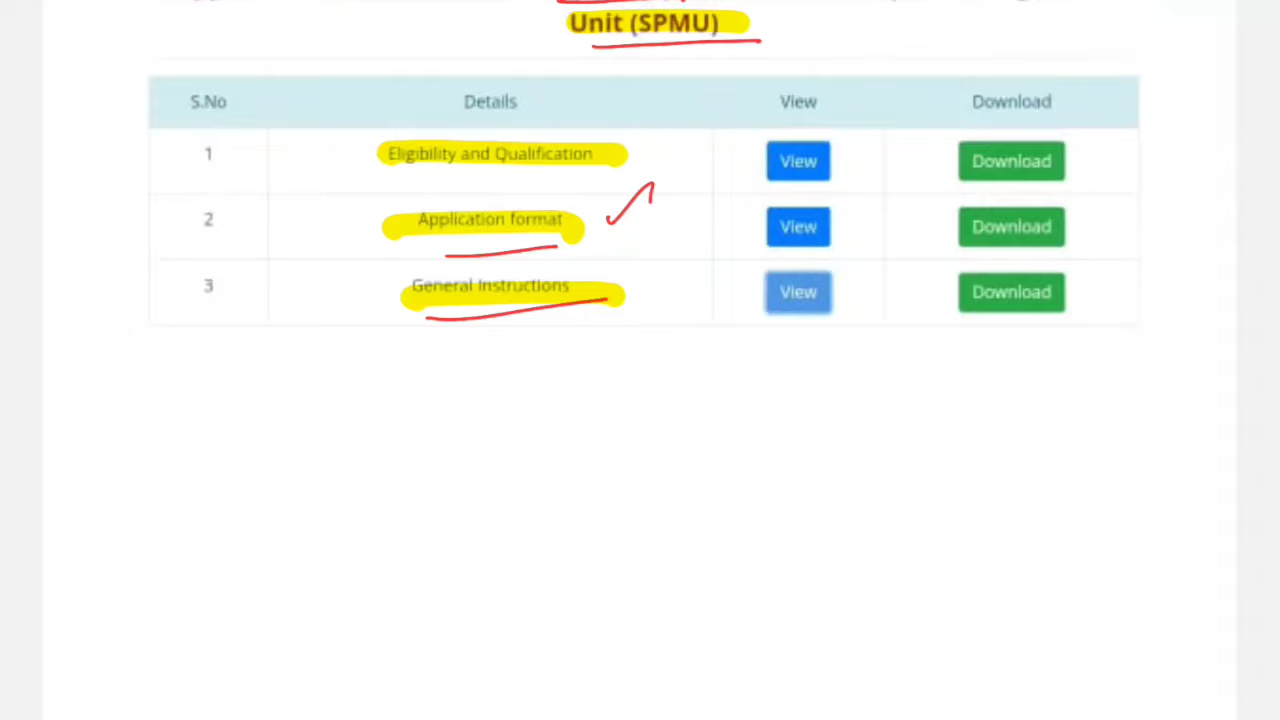 Unit (SPMU)
S.No Details View Download
1 Eligibility and Qualification View Download
2 Application format View Download
3 General Instructions View Download